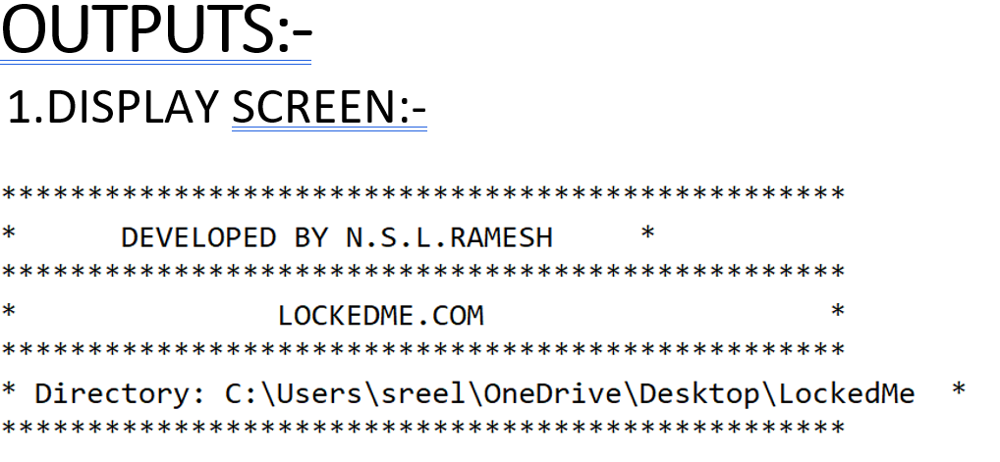 OUTPUTS:-
1.DISPLAY SCREEN:-
*************************************************
*      DEVELOPED BY N.S.L.RAMESH     *
*************************************************
*               LOCKEDME.COM                    *
*************************************************
* Directory: C:\Users\sreel\OneDrive\Desktop\LockedMe  *
*************************************************